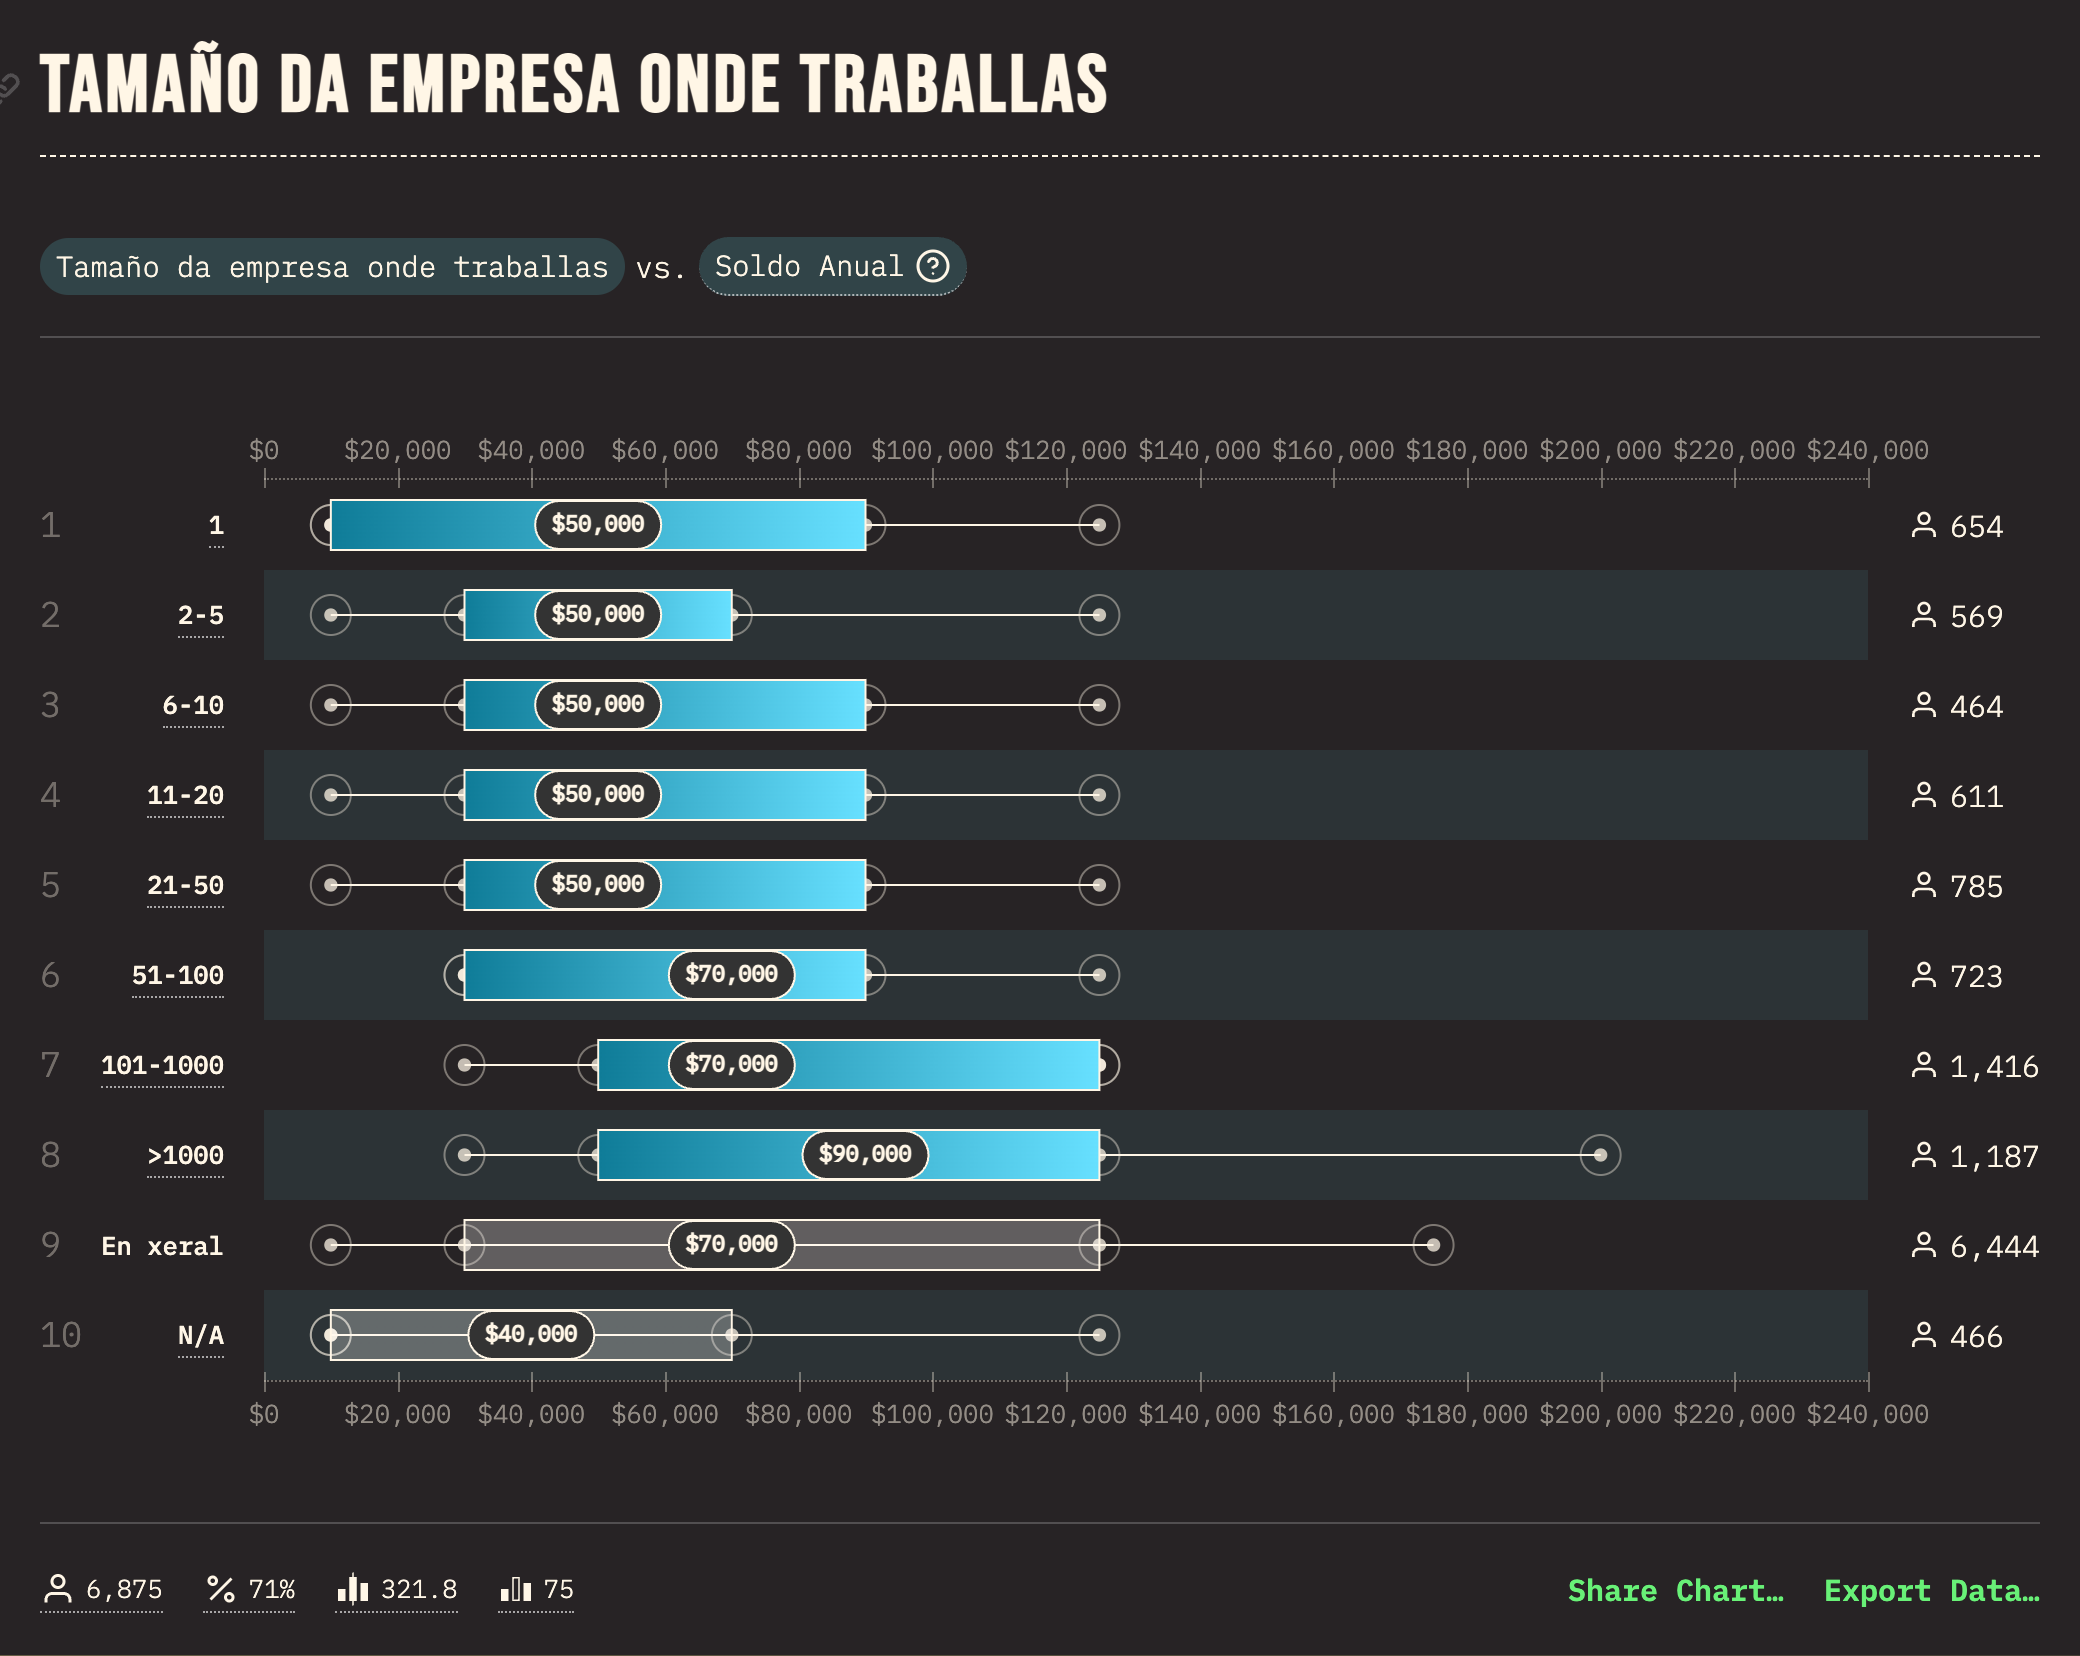 TAMAÑO DA EMPRESA ONDE TRABALLAS
Tamaño da empresa onde traballas vs. Soldo Anual ?
$0 $20,000 $40,000 $60,000 $80,000 $100,000 $120,000 $140,000 $160,000 $180,000 $200,000 $220,000 $240,000
1 1 $50,000 654
2 2-5 $50,000 569
3 6-10 $50,000 464
4 11-20 $50,000 611
5 21-50 $50,000 785
6 51-100 $70,000 723
7 101-1000 $70,000 1,416
8 >1000 $90,000 1,187
9 En xeral $70,000 6,444
10 N/A $40,000 466
$0 $20,000 $40,000 $60,000 $80,000 $100,000 $120,000 $140,000 $160,000 $180,000 $200,000 $220,000 $240,000
6,875 71% 321.8 75 Share Chart… Export Data…